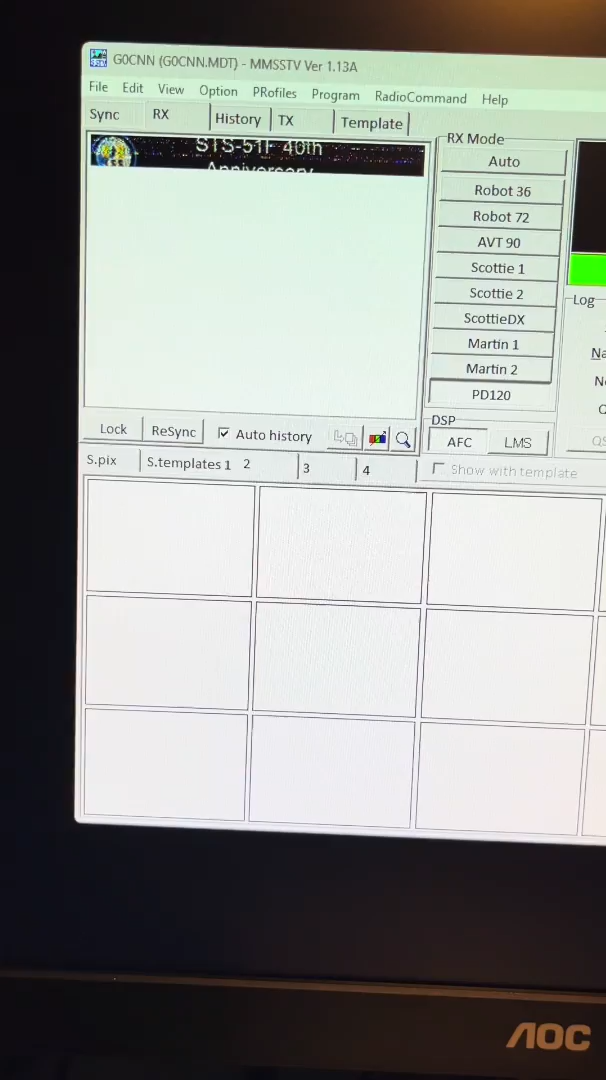 G0CNN (G0CNN.MDT) - MMSSTV Ver 1.13A
File Edit View Option PRofiles Program RadioCommand Help
Sync RX History TX Template
STS-51F 40th
Anniversary
RX Mode
Auto
Robot 36
Robot 72
AVT 90
Scottie 1
Scottie 2
ScottieDX
Martin 1
Martin 2
PD120
Log
DSP
AFC LMS
Lock ReSync Auto history
S.pix S.templates 1 2 3 4 Show with template
AOC